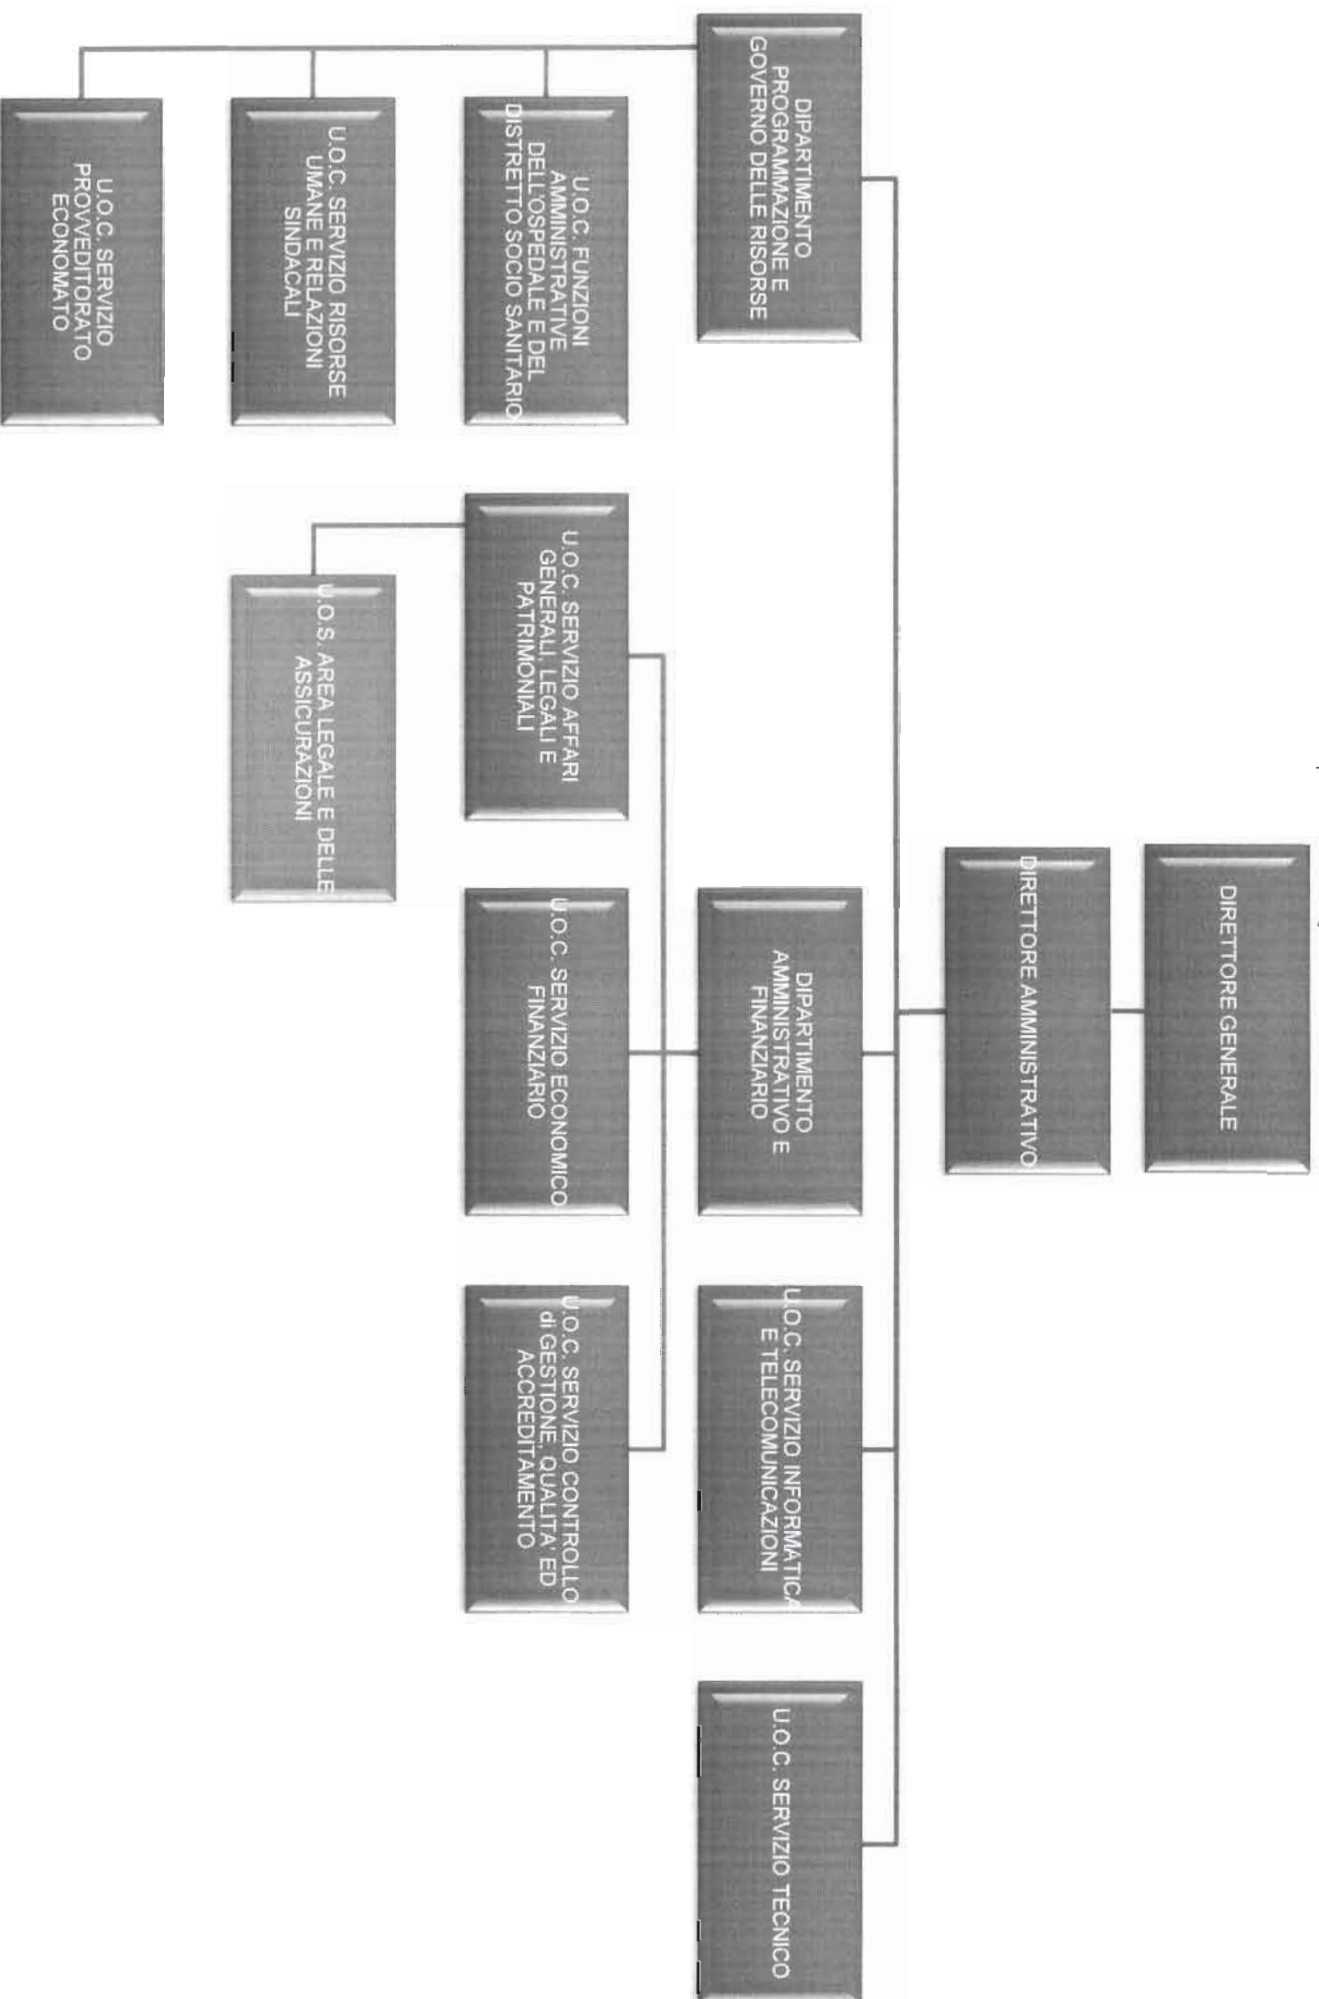 DIRETTORE GENERALE
DIRETTORE AMMINISTRATIVO
DIPARTIMENTO
PROGRAMMAZIONE E
GOVERNO DELLE RISORSE
U.O.C. FUNZIONI
AMMINISTRATIVE
DELL'OSPEDALE E DEL
DISTRETTO SOCIO SANITARIO
U.O.C. SERVIZIO RISORSE
UMANE E RELAZIONI
SINDACALI
U.O.C. SERVIZIO
PROVVEDITORATO
ECONOMATO
DIPARTIMENTO
AMMINISTRATIVO E
FINANZIARIO
U.O.C. SERVIZIO AFFARI
GENERALI, LEGALI E
PATRIMONIALI
U.O.S. AREA LEGALE E DELLE
ASSICURAZIONI
U.O.C. SERVIZIO ECONOMICO
FINANZIARIO
U.O.C. SERVIZIO CONTROLLO
di GESTIONE, QUALITA' ED
ACCREDITAMENTO
U.O.C. SERVIZIO INFORMATICA
E TELECOMUNICAZIONI
U.O.C. SERVIZIO TECNICO